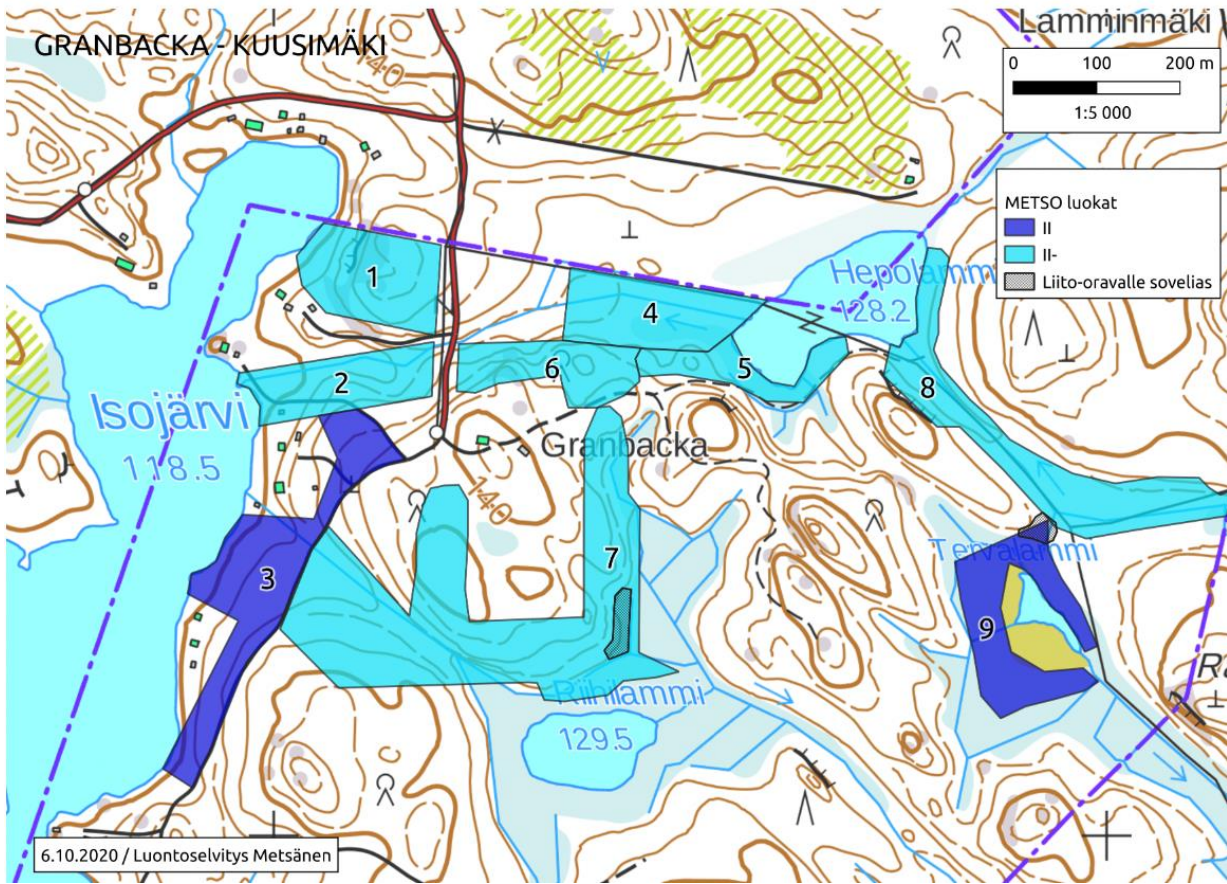 GRANBACKA - KUUSIMÄKI
140
Lamminmäki
0 100 200 m
1:5 000
METSO luokat
II
II-
Liito-oravalle sovelias
Hepolammi
128.2
1
4
2
6
5
8
Isojärvi
118.5
Granbacka
140
3
7
Tervalammi
9
Riihilammi
129.5
6.10.2020 / Luontoselvitys Metsänen